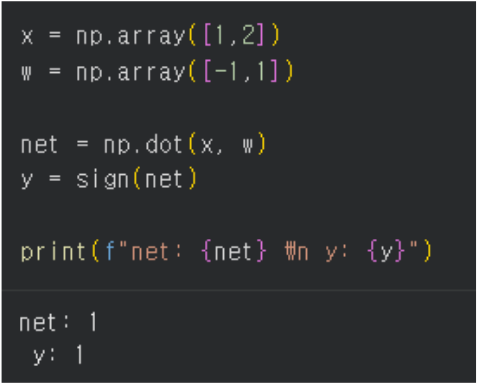 x = np.array([1,2])
w = np.array([-1,1])
net = np.dot(x, w)
y = sign(net)
print(f"net: {net} ₩n y: {y}")
net: 1
y: 1